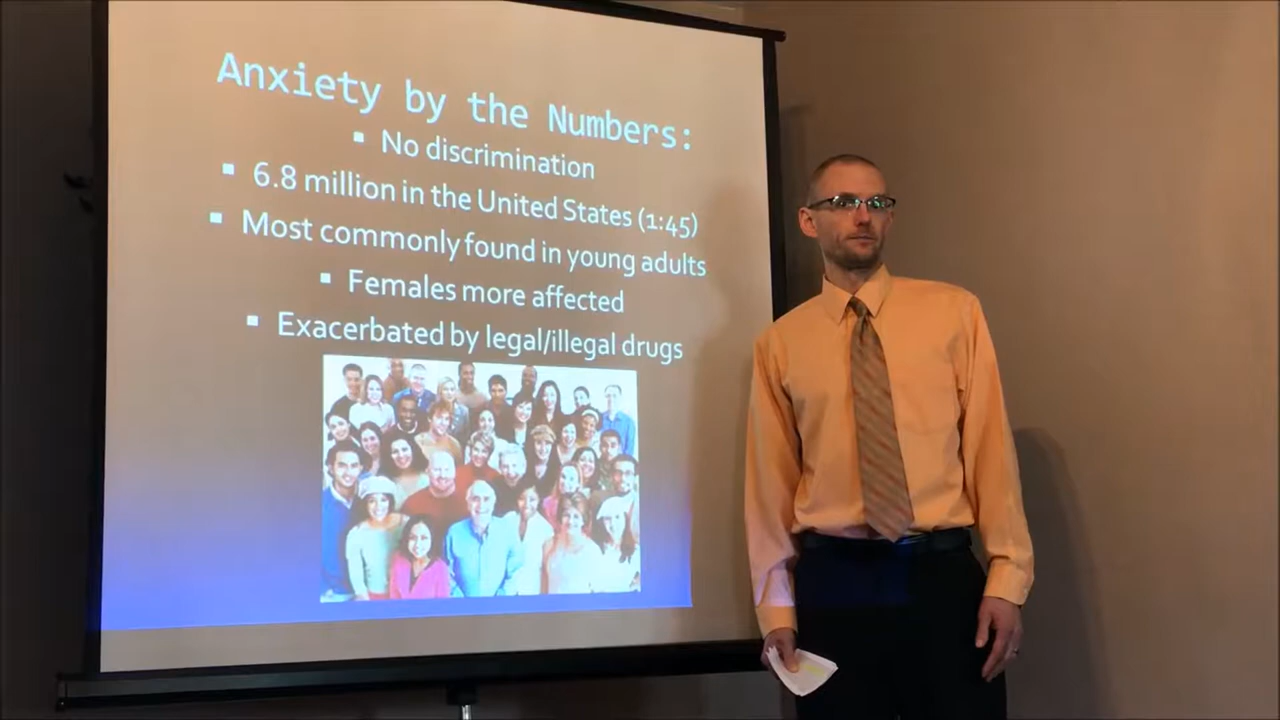 Anxiety by the Numbers:
▪ No discrimination
▪ 6.8 million in the United States (1:45)
▪ Most commonly found in young adults
▪ Females more affected
▪ Exacerbated by legal/illegal drugs